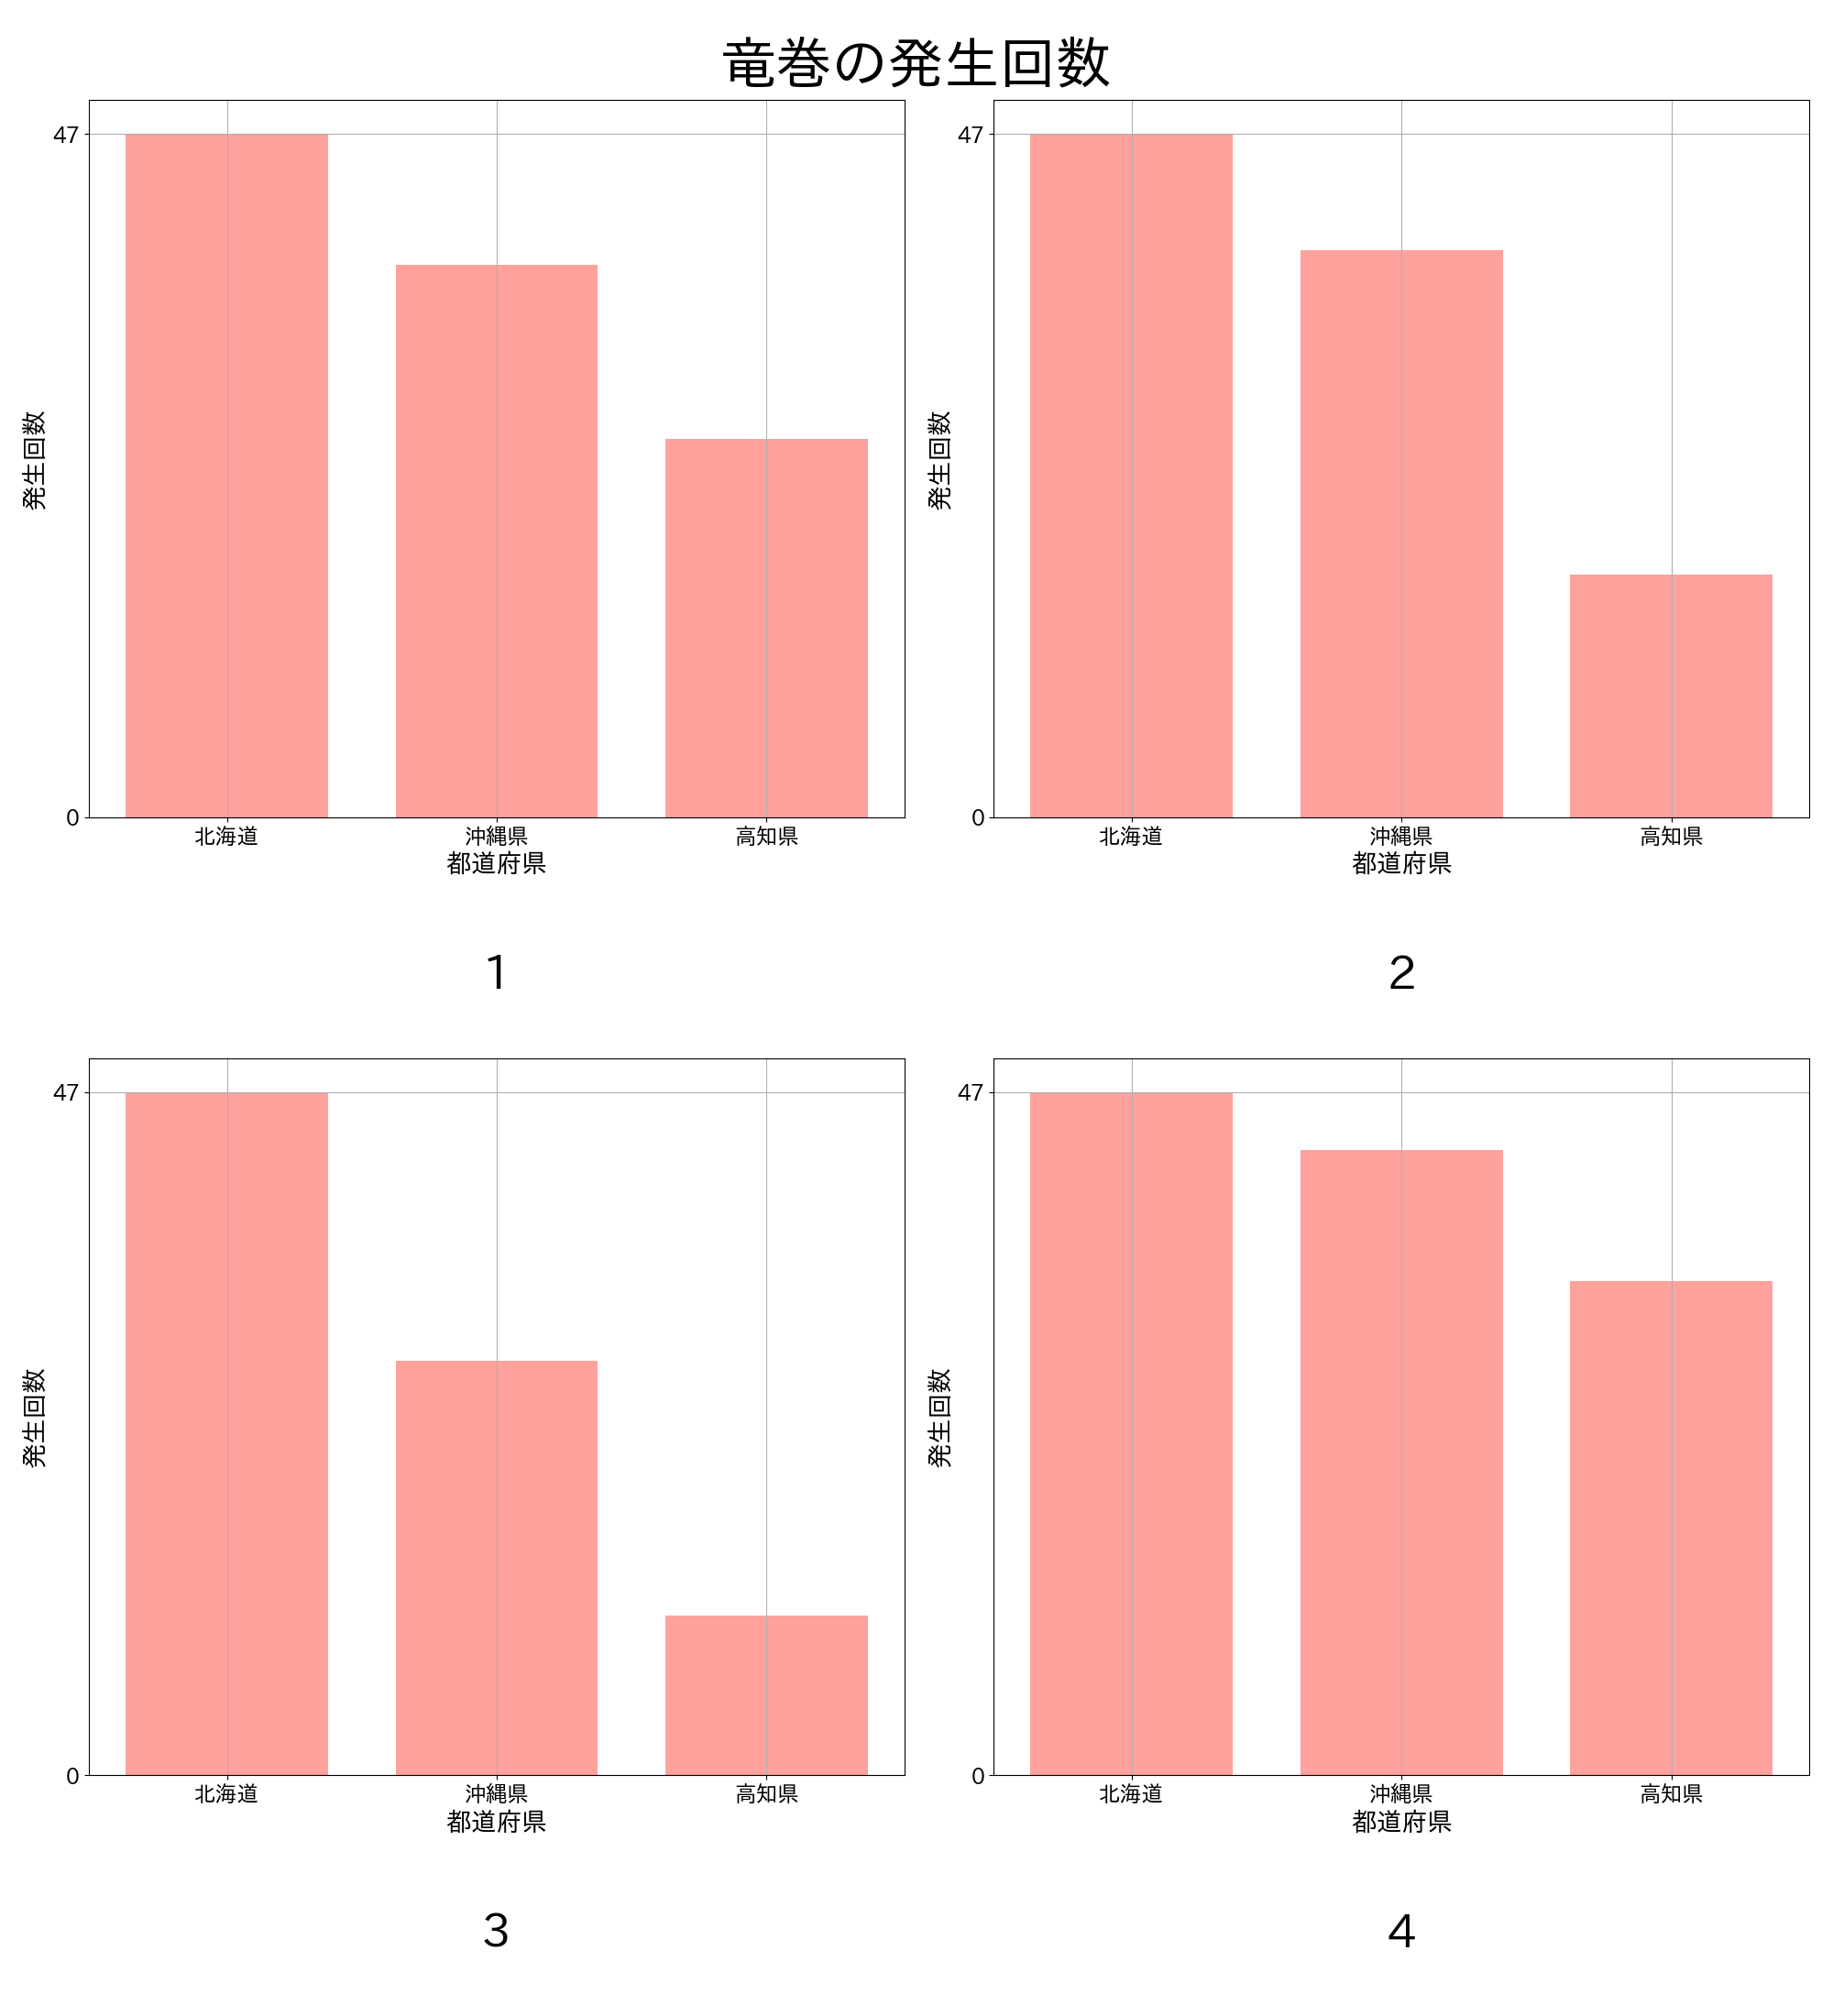 竜巻の発生回数
47
0
発生回数
北海道 沖縄県 高知県
都道府県
1
47
0
発生回数
北海道 沖縄県 高知県
都道府県
2
47
0
発生回数
北海道 沖縄県 高知県
都道府県
3
47
0
発生回数
北海道 沖縄県 高知県
都道府県
4